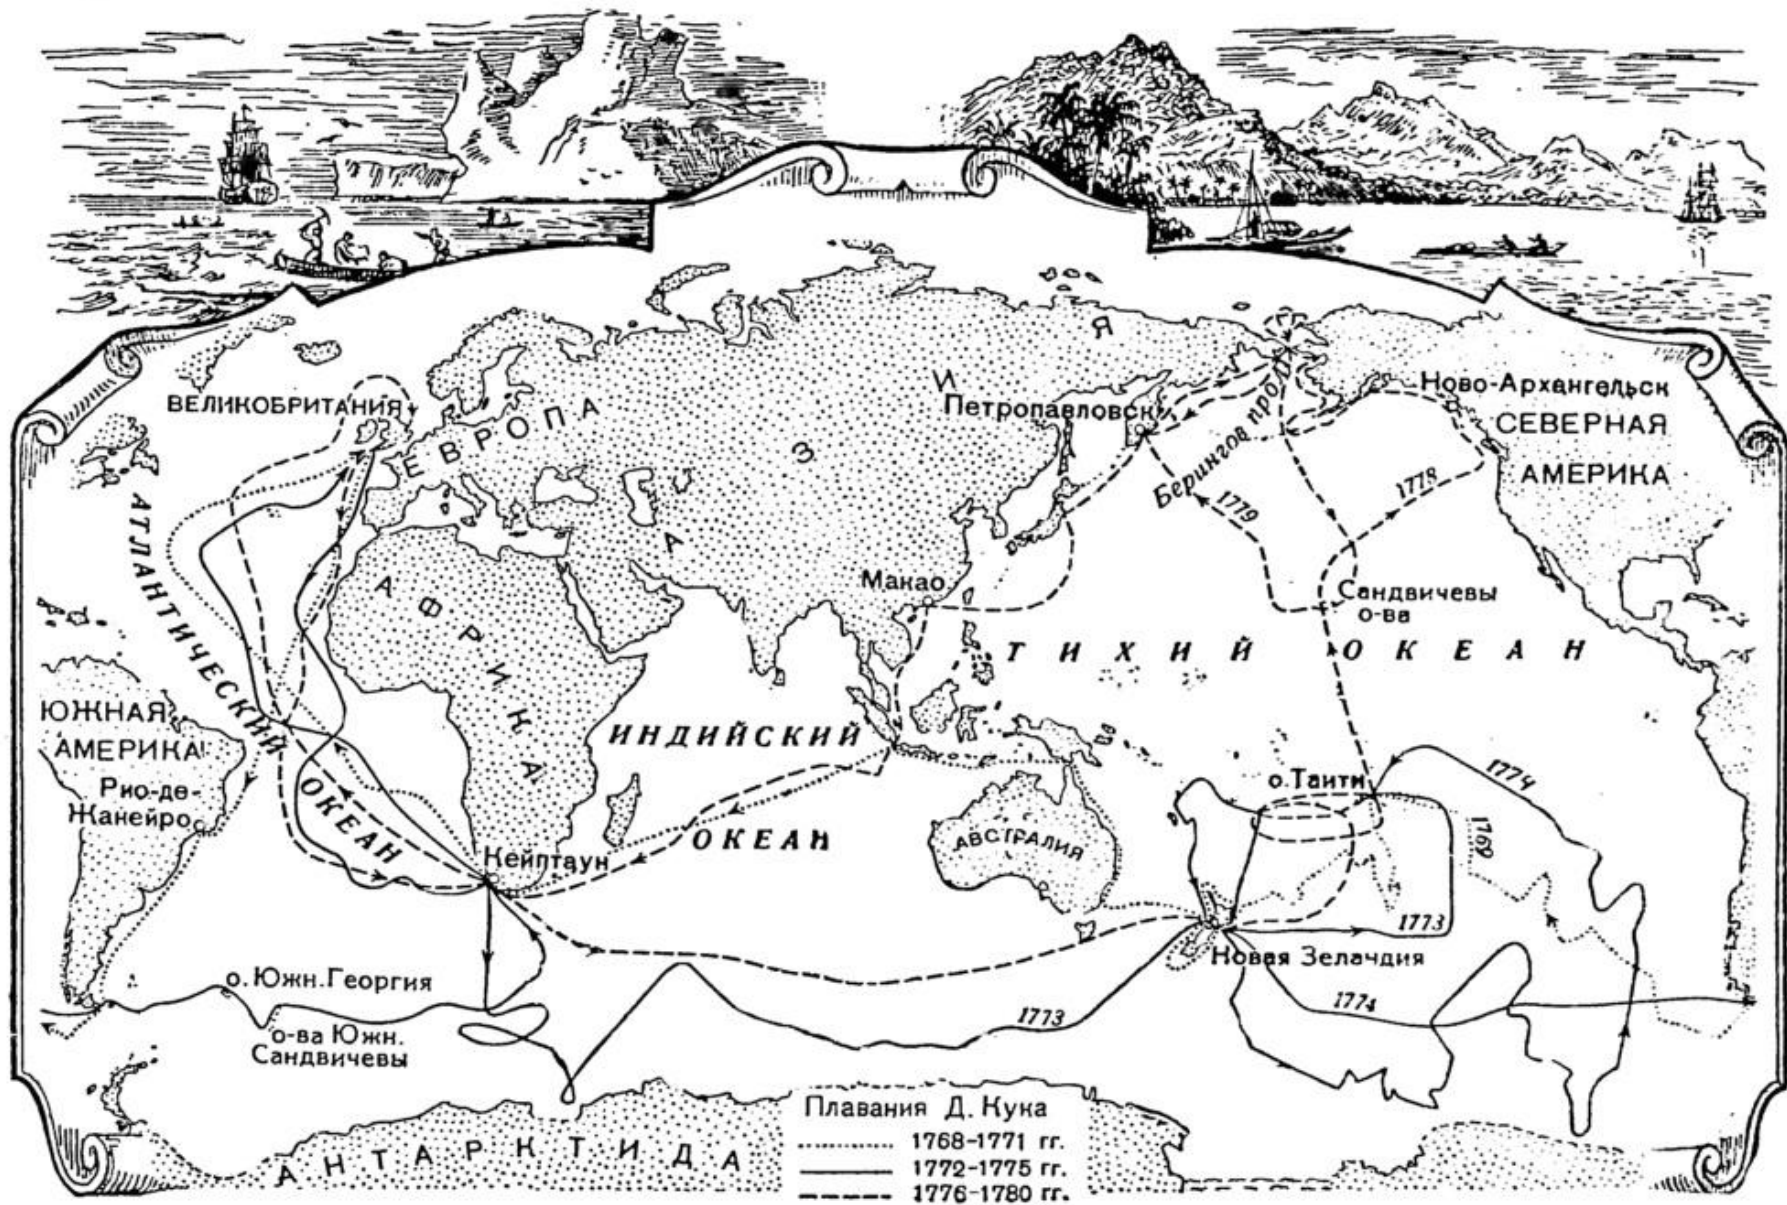 ВЕЛИКОБРИТАНИЯ
ЕВРОПА
АЗИЯ
Петропавловск
Берингов прол.
Ново-Архангельск
СЕВЕРНАЯ
АМЕРИКА
1778
1779
АТЛАНТИЧЕСКИЙ ОКЕАН
АФРИКА
Макао
Сандвичевы
о-ва
ТИХИЙ ОКЕАН
ЮЖНАЯ
АМЕРИКА
Рио-де-
Жанейро
ИНДИЙСКИЙ
ОКЕАН
о. Таити
1774
1769
АВСТРАЛИЯ
Кейптаун
1773
Новая Зеландия
о. Южн. Георгия
о-ва Южн.
Сандвичевы
1773
1774
АНТАРКТИДА
Плавания Д. Кука
1768-1771 гг.
1772-1775 гг.
1776-1780 гг.